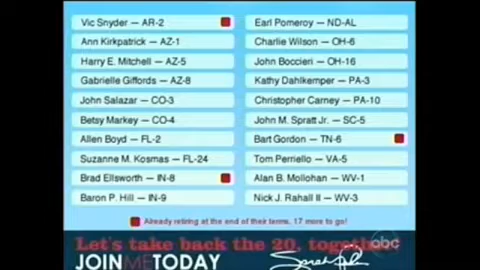 Vic Snyder — AR-2
Ann Kirkpatrick — AZ-1
Harry E. Mitchell — AZ-5
Gabrielle Giffords — AZ-8
John Salazar — CO-3
Betsy Markey — CO-4
Allen Boyd — FL-2
Suzanne M. Kosmas — FL-24
Brad Ellsworth — IN-8
Baron P. Hill — IN-9
Earl Pomeroy — ND-AL
Charlie Wilson — OH-6
John Boccieri — OH-16
Kathy Dahlkemper — PA-3
Christopher Carney — PA-10
John M. Spratt Jr. — SC-5
Bart Gordon — TN-6
Tom Perriello — VA-5
Alan B. Mollohan — WV-1
Nick J. Rahall II — WV-3
Already retiring at the end of their terms. 17 more to go!
Let's take back the 20, together
JOINMETODAY
abc